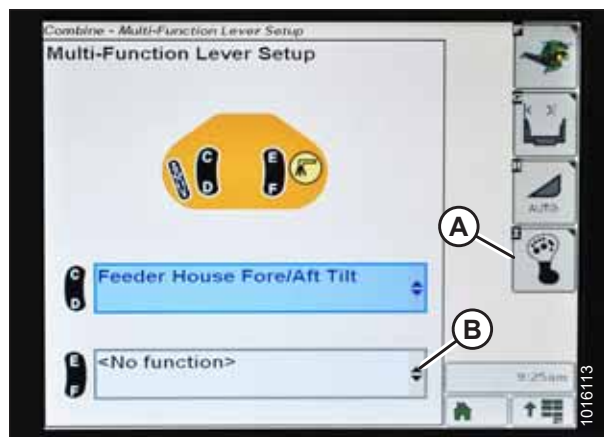 Combine - Multi-Function Lever Setup
Multi-Function Lever Setup
C
D
E
F
AUTO
A
C
D
Feeder House Fore/Aft Tilt
B
E
F
<No function>
9:25am
1016113